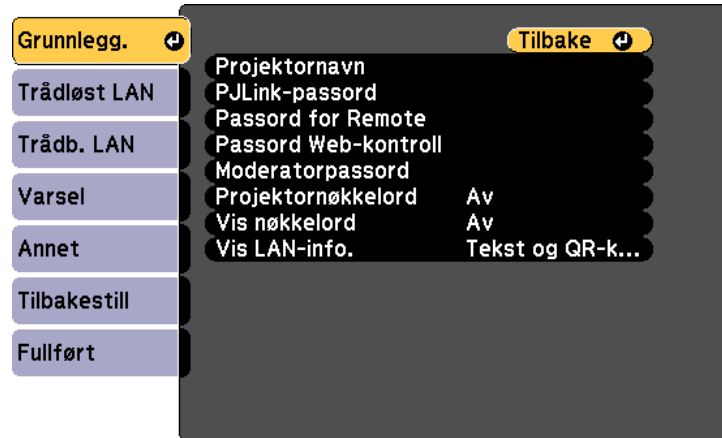 Grunnlegg.
Trådløst LAN
Trådb. LAN
Varsel
Annet
Tilbakestill
Fullført
Tilbake
Projektornavn
PJLink-passord
Passord for Remote
Passord Web-kontroll
Moderatorpassord
Projektornøkkelord Av
Vis nøkkelord Av
Vis LAN-info. Tekst og QR-k...